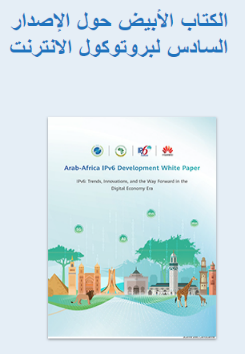 الكتاب الأبيض حول الإصدار
السادس لبروتوكول الانترنت
Arab-Africa IPv6 Development White Paper
IPv6 Trends, Innovations, and the Way Forward in the
Digital Economy Era